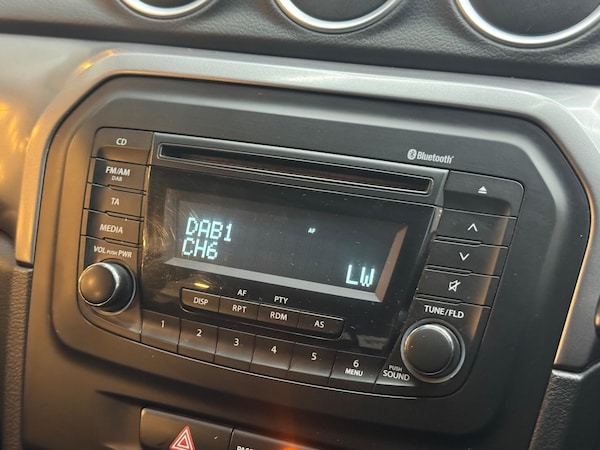 CD
Bluetooth
FM/AM
DAB
TA
MEDIA
VOL PUSH PWR
DAB1
AF
CH6
LW
AF
PTY
DISP
RPT
RDM
AS
TUNE/FLD
1
2
3
4
5
6
MENU
PUSH
SOUND